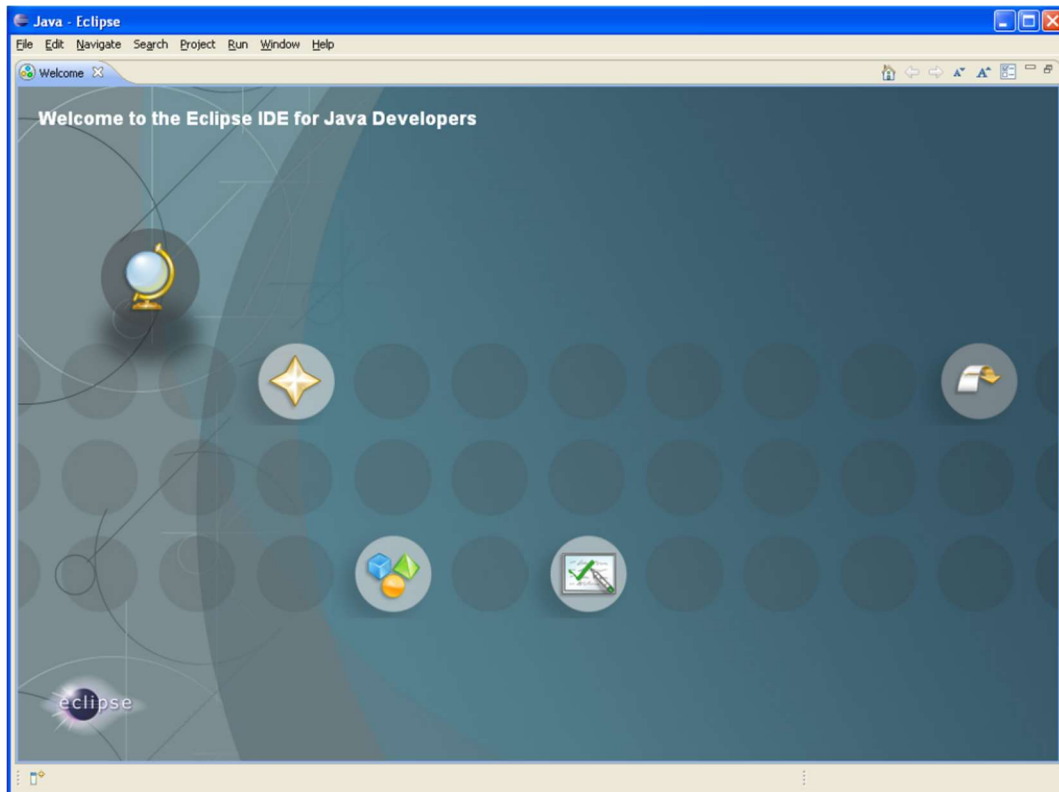 Java - Eclipse
File Edit Navigate Search Project Run Window Help
Welcome
Welcome to the Eclipse IDE for Java Developers
eclipse